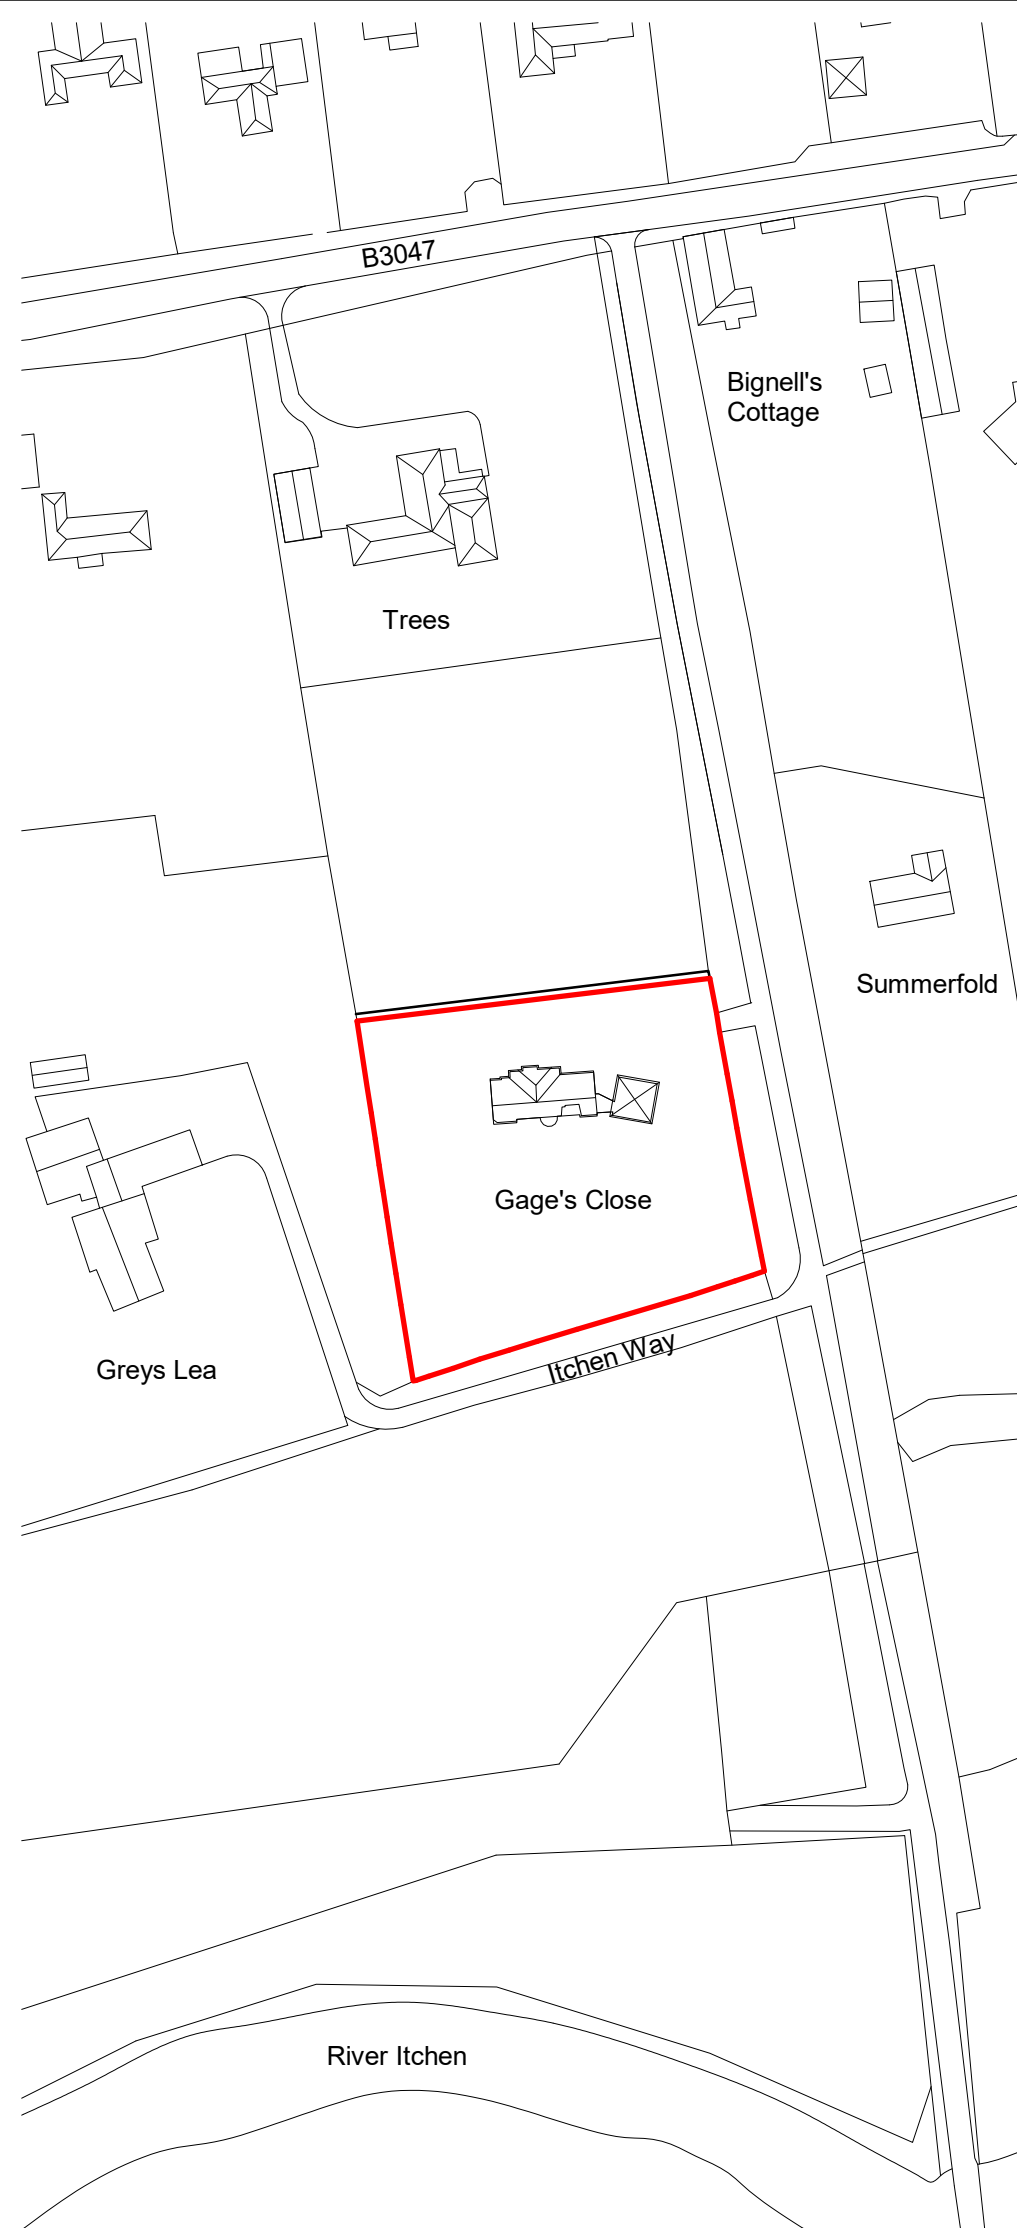 B3047
Bignell's
Cottage
Trees
Summerfold
Gage's Close
Itchen Way
Greys Lea
River Itchen